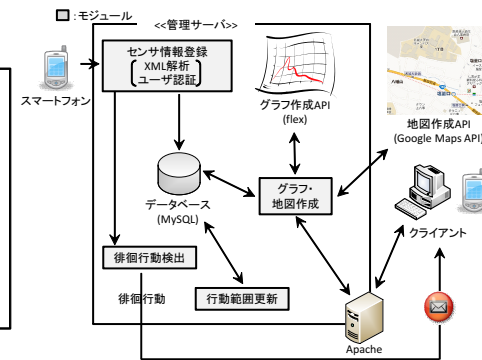 :モジュール
<<管理サーバ>>
センサ情報登録
XML解析
ユーザ認証
スマートフォン
グラフ作成API
(flex)
地図作成API
(Google Maps API)
データベース
(MySQL)
グラフ・
地図作成
クライアント
徘徊行動検出
徘徊行動
行動範囲更新
Apache